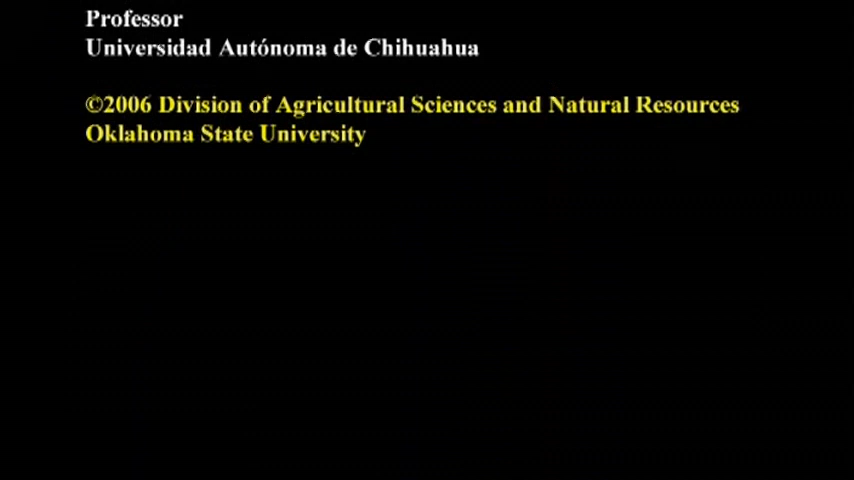 Professor
Universidad Autónoma de Chihuahua
©2006 Division of Agricultural Sciences and Natural Resources
Oklahoma State University